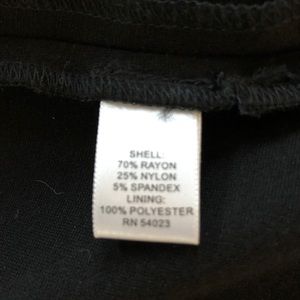 SHELL:
70% RAYON
25% NYLON
5% SPANDEX
LINING:
100% POLYESTER
RN 54023